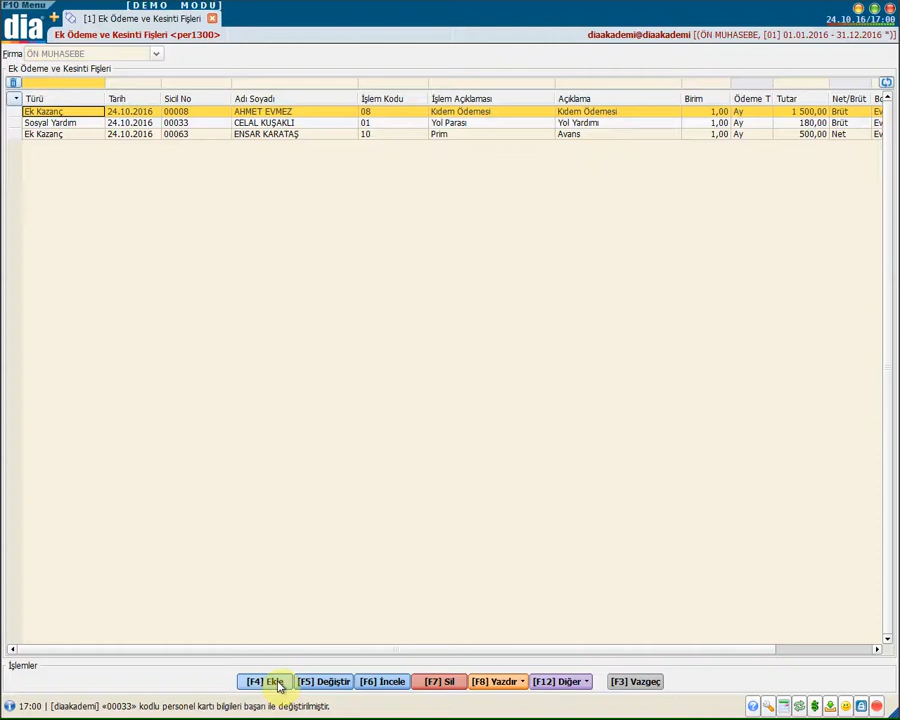 F10 Menu
[DEMO MODU]
dia
[1] Ek Ödeme ve Kesinti Fişleri
24.10.16/17:00
Ek Ödeme ve Kesinti Fişleri <per1300>
diaakademi@diaakademi [(ÖN MUHASEBE, [01] 01.01.2016 - 31.12.2016 ")]
Firma ÖN MUHASEBE
Ek Ödeme ve Kesinti Fişleri
Türü Tarih Sicil No Adı Soyadı İşlem Kodu İşlem Açıklaması Açıklama Birim Ödeme T Tutar Net/Brüt Bo
Ek Kazanç 24.10.2016 00008 AHMET EVMEZ 08 Kıdem Ödemesi Kıdem Ödemesi 1,00 Ay 1 500,00 Brüt Ev
Sosyal Yardım 24.10.2016 00033 CELAL KUŞAKLI 01 Yol Parası Yol Yardımı 1,00 Ay 180,00 Brüt Ev
Ek Kazanç 24.10.2016 00063 ENSAR KARATAŞ 10 Prim Avans 1,00 Ay 500,00 Net Ev
İşlemler
[F4] Ekle [F5] Değiştir [F6] İncele [F7] Sil [F8] Yazdır [F12] Diğer [F3] Vazgeç
17:00 | [diaakademi] «00033» kodlu personel kartı bilgileri başarı ile değiştirilmiştir.